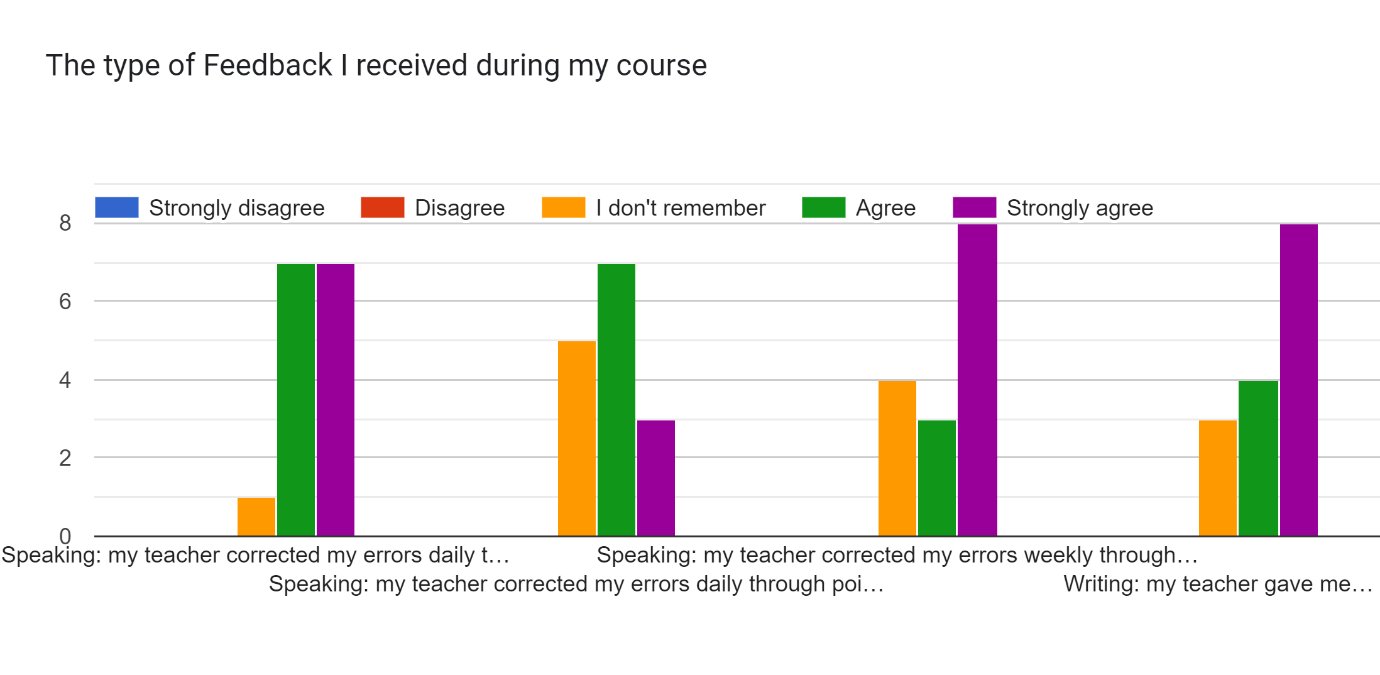 The type of Feedback I received during my course
Strongly disagree Disagree I don't remember Agree Strongly agree
8
6
4
2
0
Speaking: my teacher corrected my errors daily t…
Speaking: my teacher corrected my errors daily through poi…
Speaking: my teacher corrected my errors weekly through…
Writing: my teacher gave me…